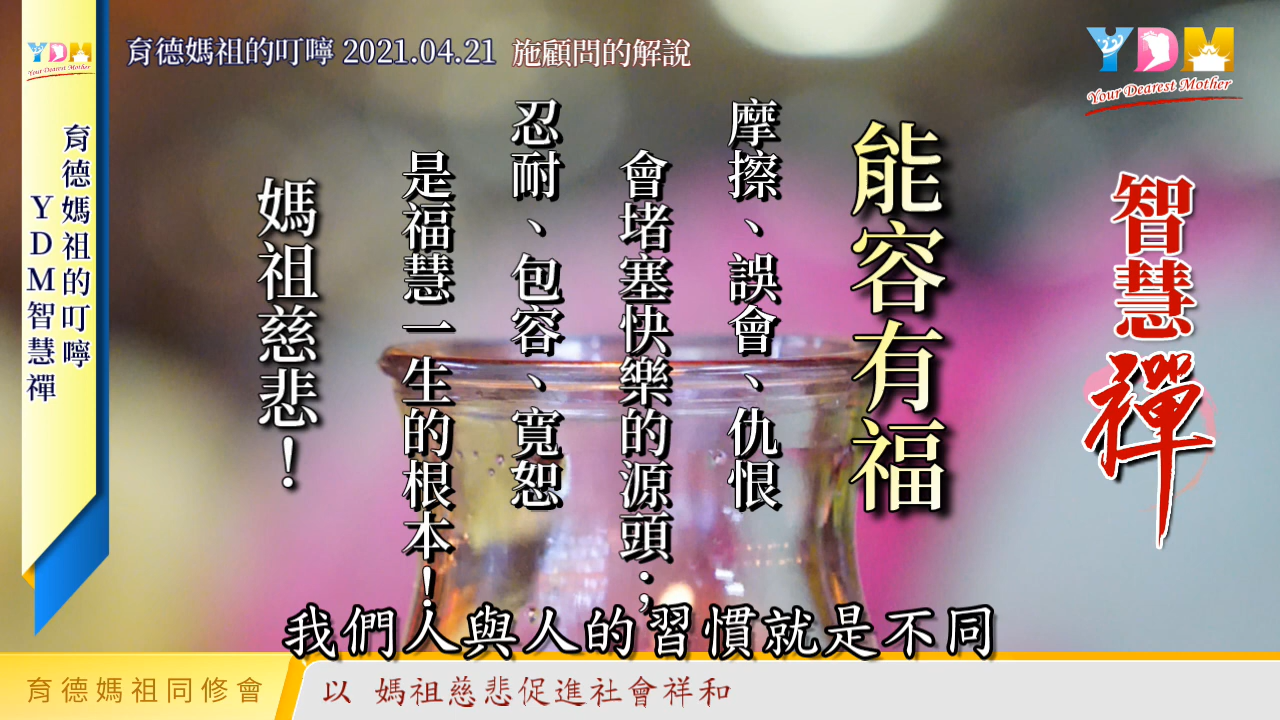 育德媽祖的叮嚀 2021.04.21 施顧問的解說
YDM
Your Dearest Mother
智慧禪
能容有福
摩擦、誤會、仇恨
會堵塞快樂的源頭；
忍耐、包容、寬恕
是福慧一生的根本！
媽祖慈悲！
YDM
Your Dearest Mother
育德媽祖的叮嚀
YDM智慧禪
我們人與人的習慣就是不同
育德媽祖同修會
以 媽祖慈悲促進社會祥和